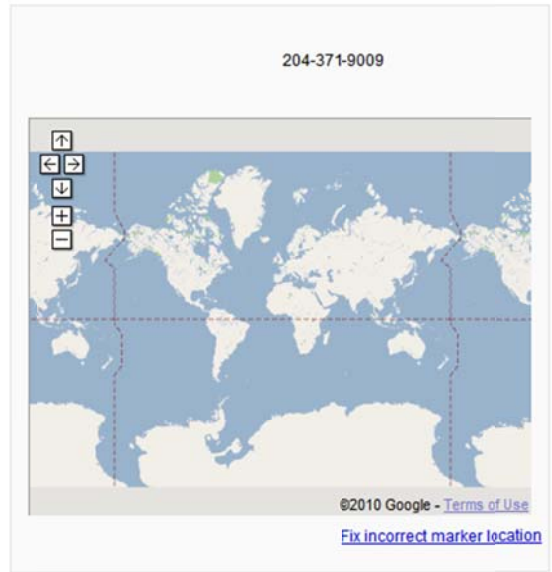 204-371-9009
©2010 Google - Terms of Use
Fix incorrect marker location